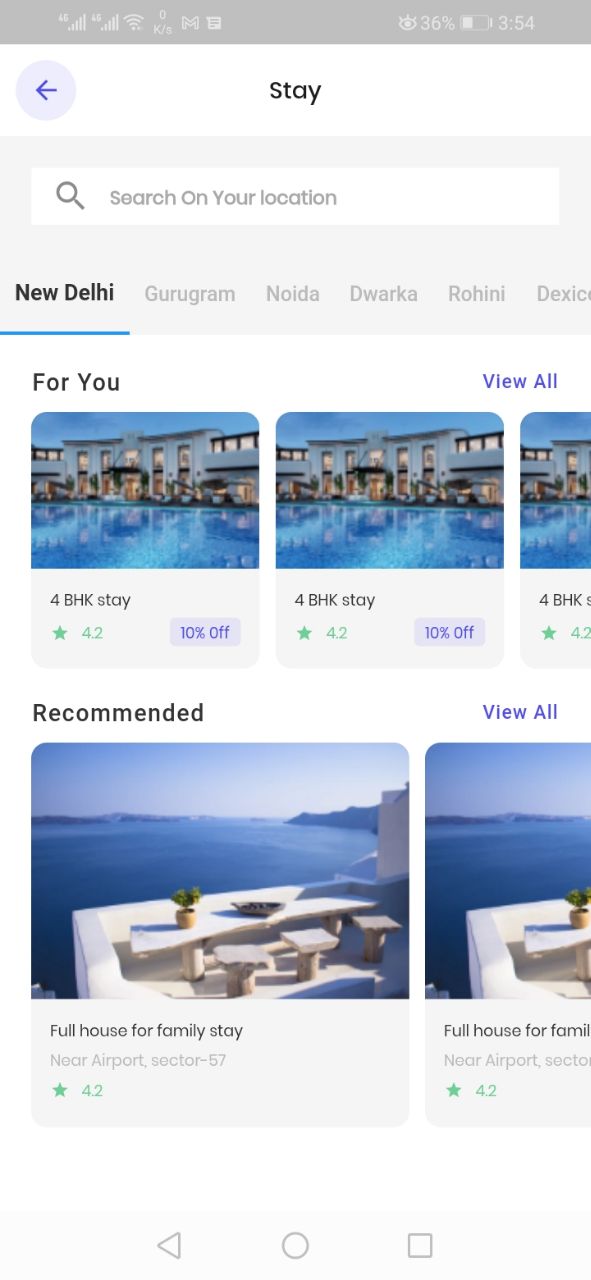 4G 4G 0 K/s 36% 3:54
Stay
Search On Your location
New Delhi Gurugram Noida Dwarka Rohini Dexice
For You View All
4 BHK stay 4 BHK stay 4 BHK s
4.2 10% Off 4.2 10% Off 4.2
Recommended View All
Full house for family stay Full house for famil
Near Airport, sector-57 Near Airport, secto
4.2 4.2